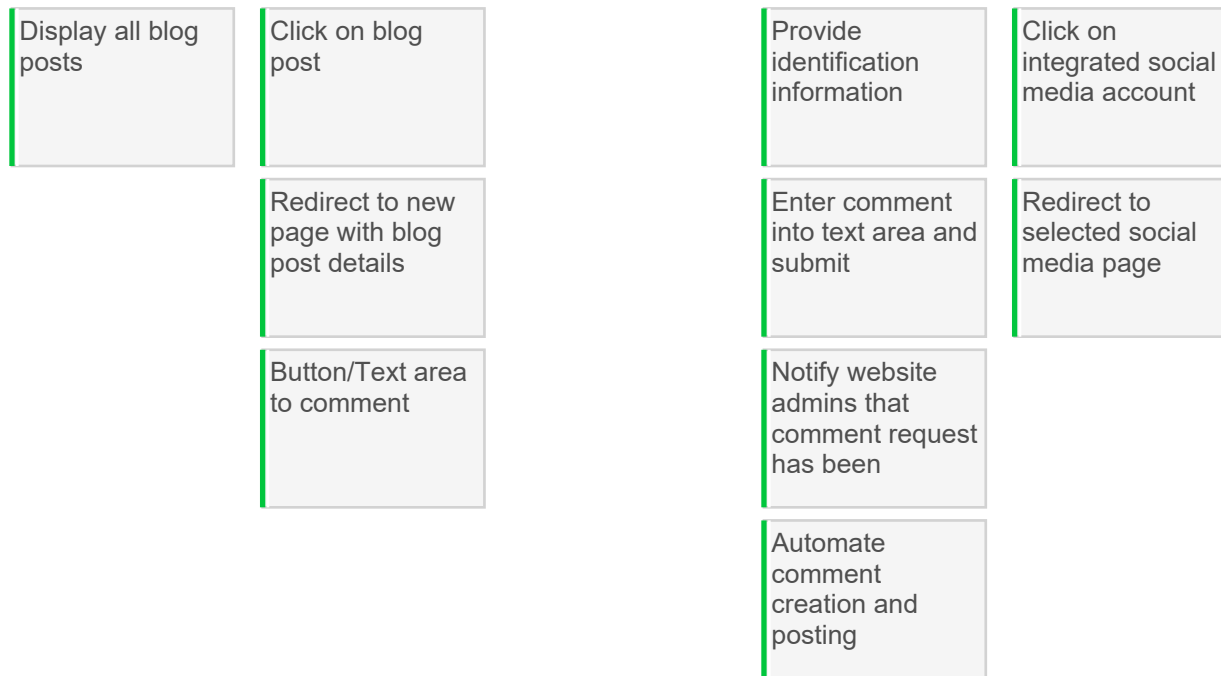 Display all blog
posts
Click on blog
post
Provide
identification
information
Click on
integrated social
media account
Redirect to new
page with blog
post details
Enter comment
into text area and
submit
Redirect to
selected social
media page
Button/Text area
to comment
Notify website
admins that
comment request
has been
Automate
comment
creation and
posting